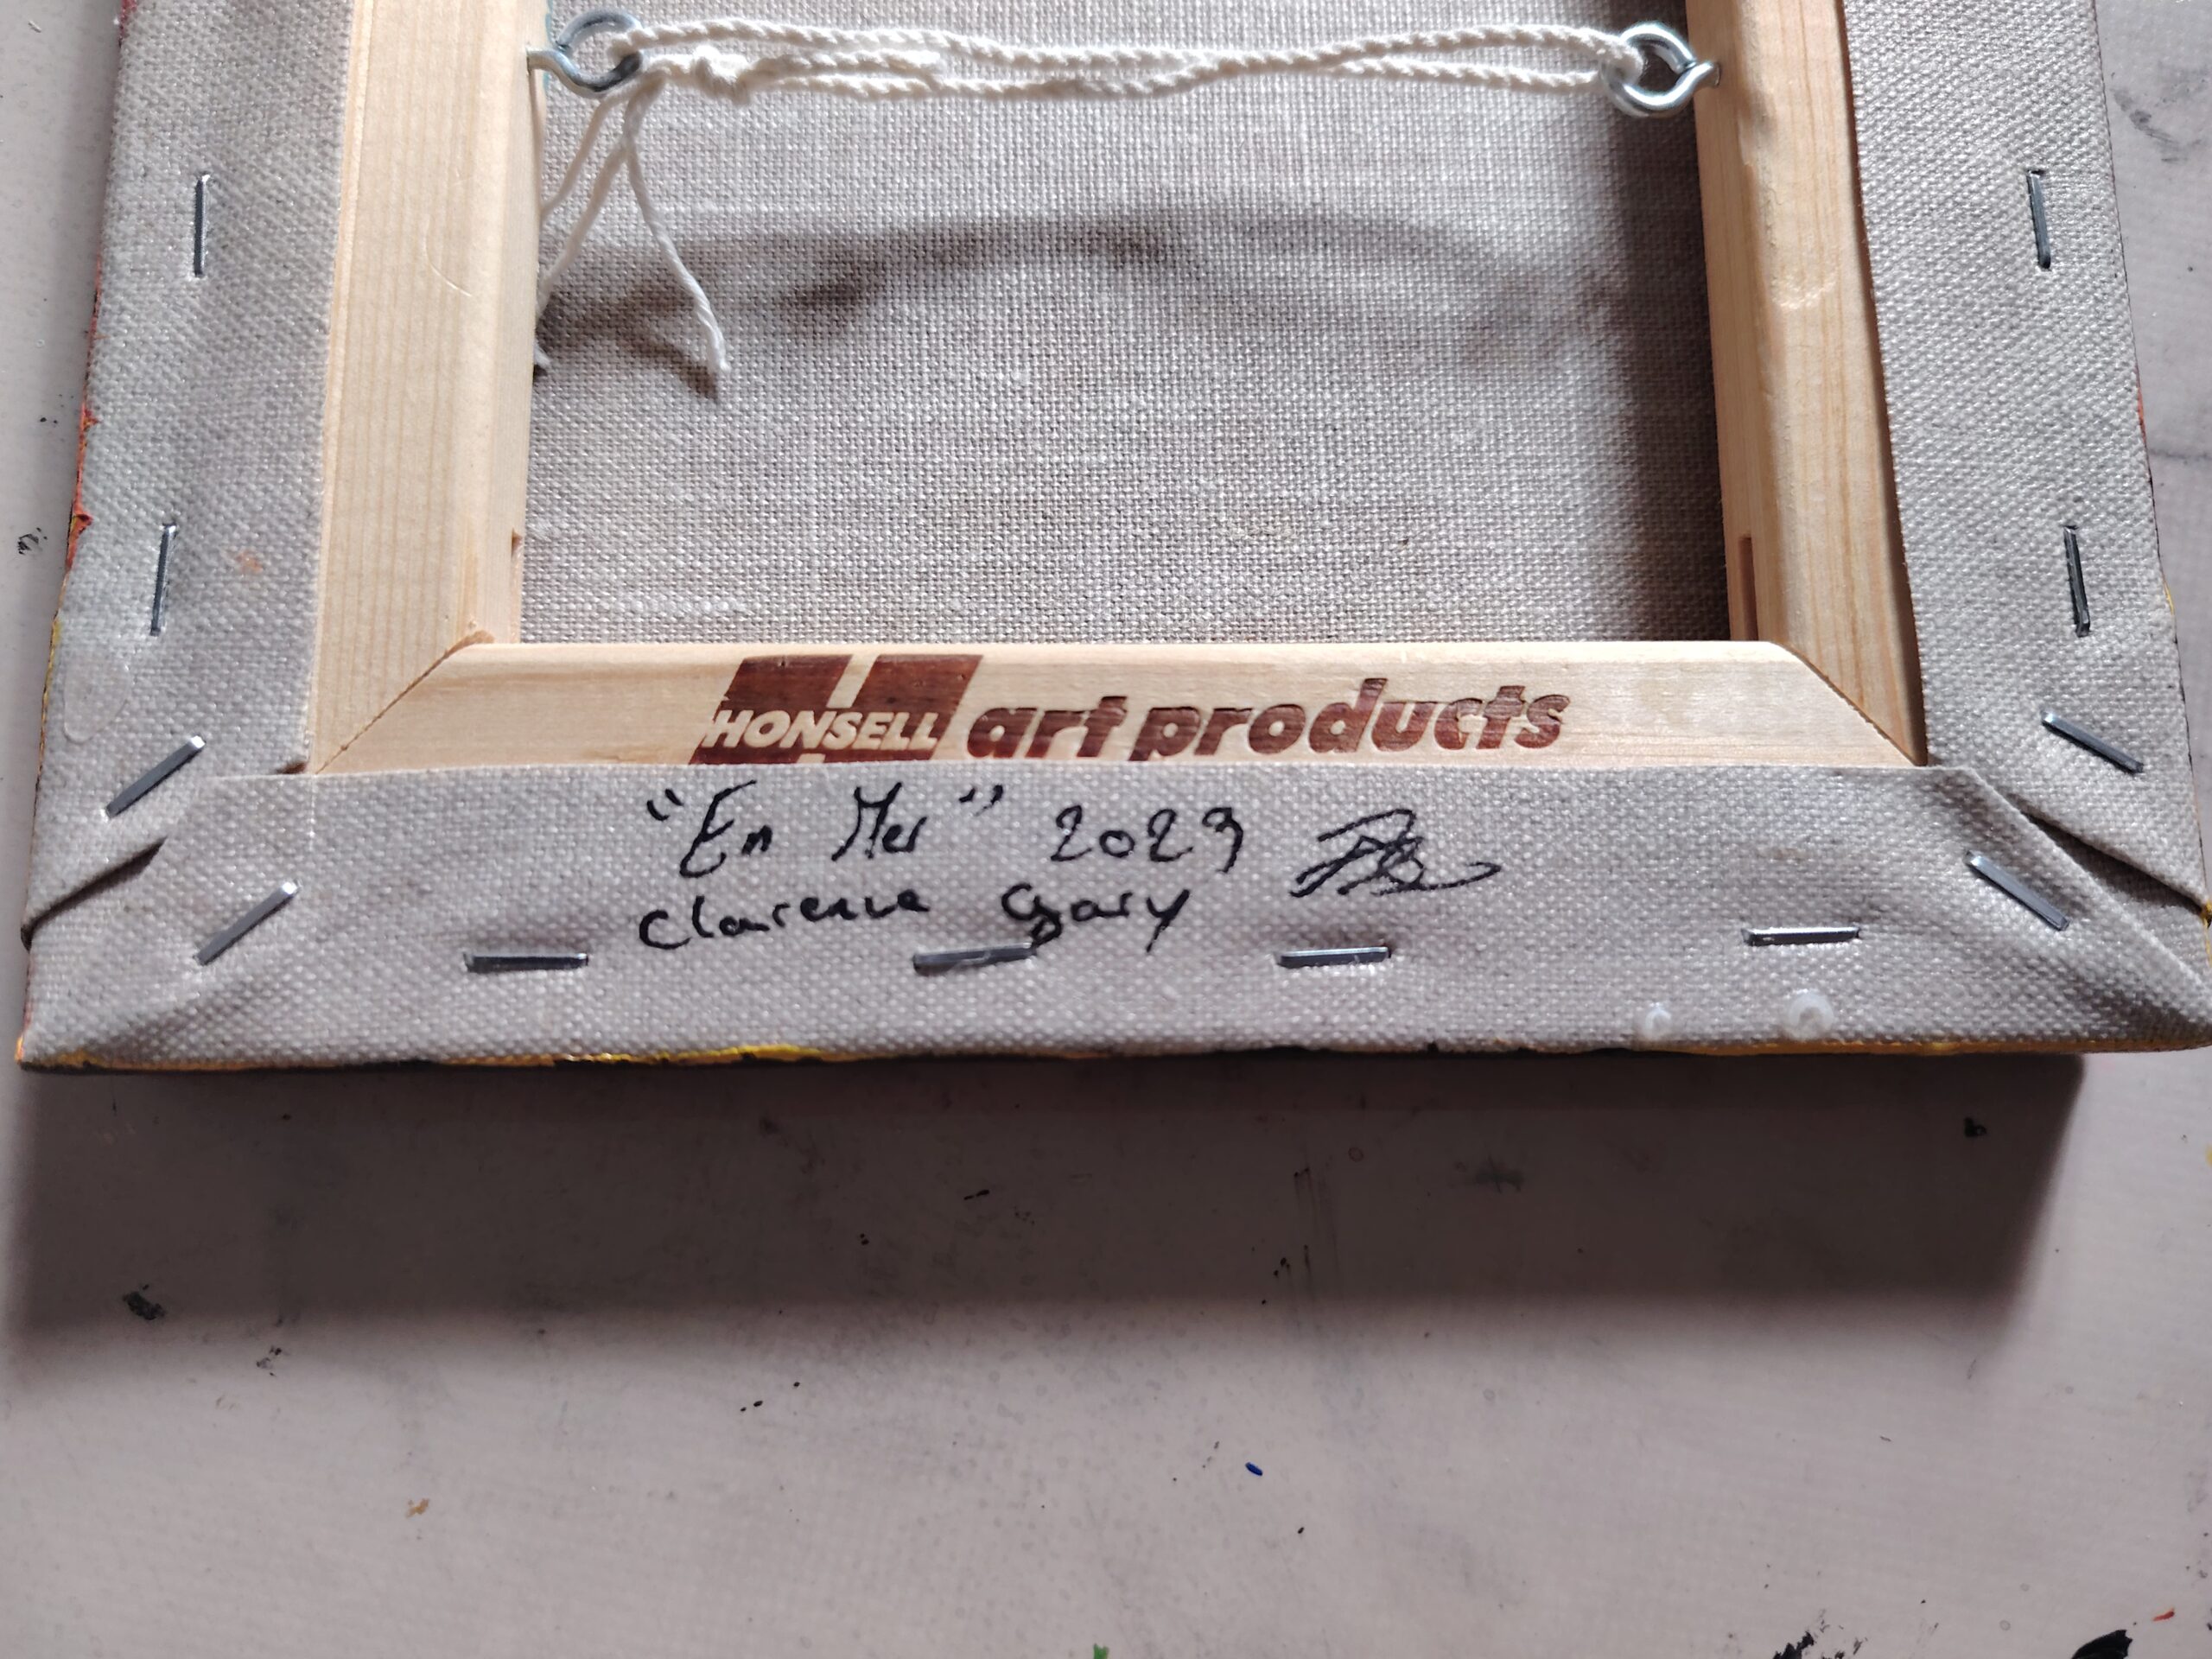 HONSELL art products
"En Mer" 2023
Clarence Gary